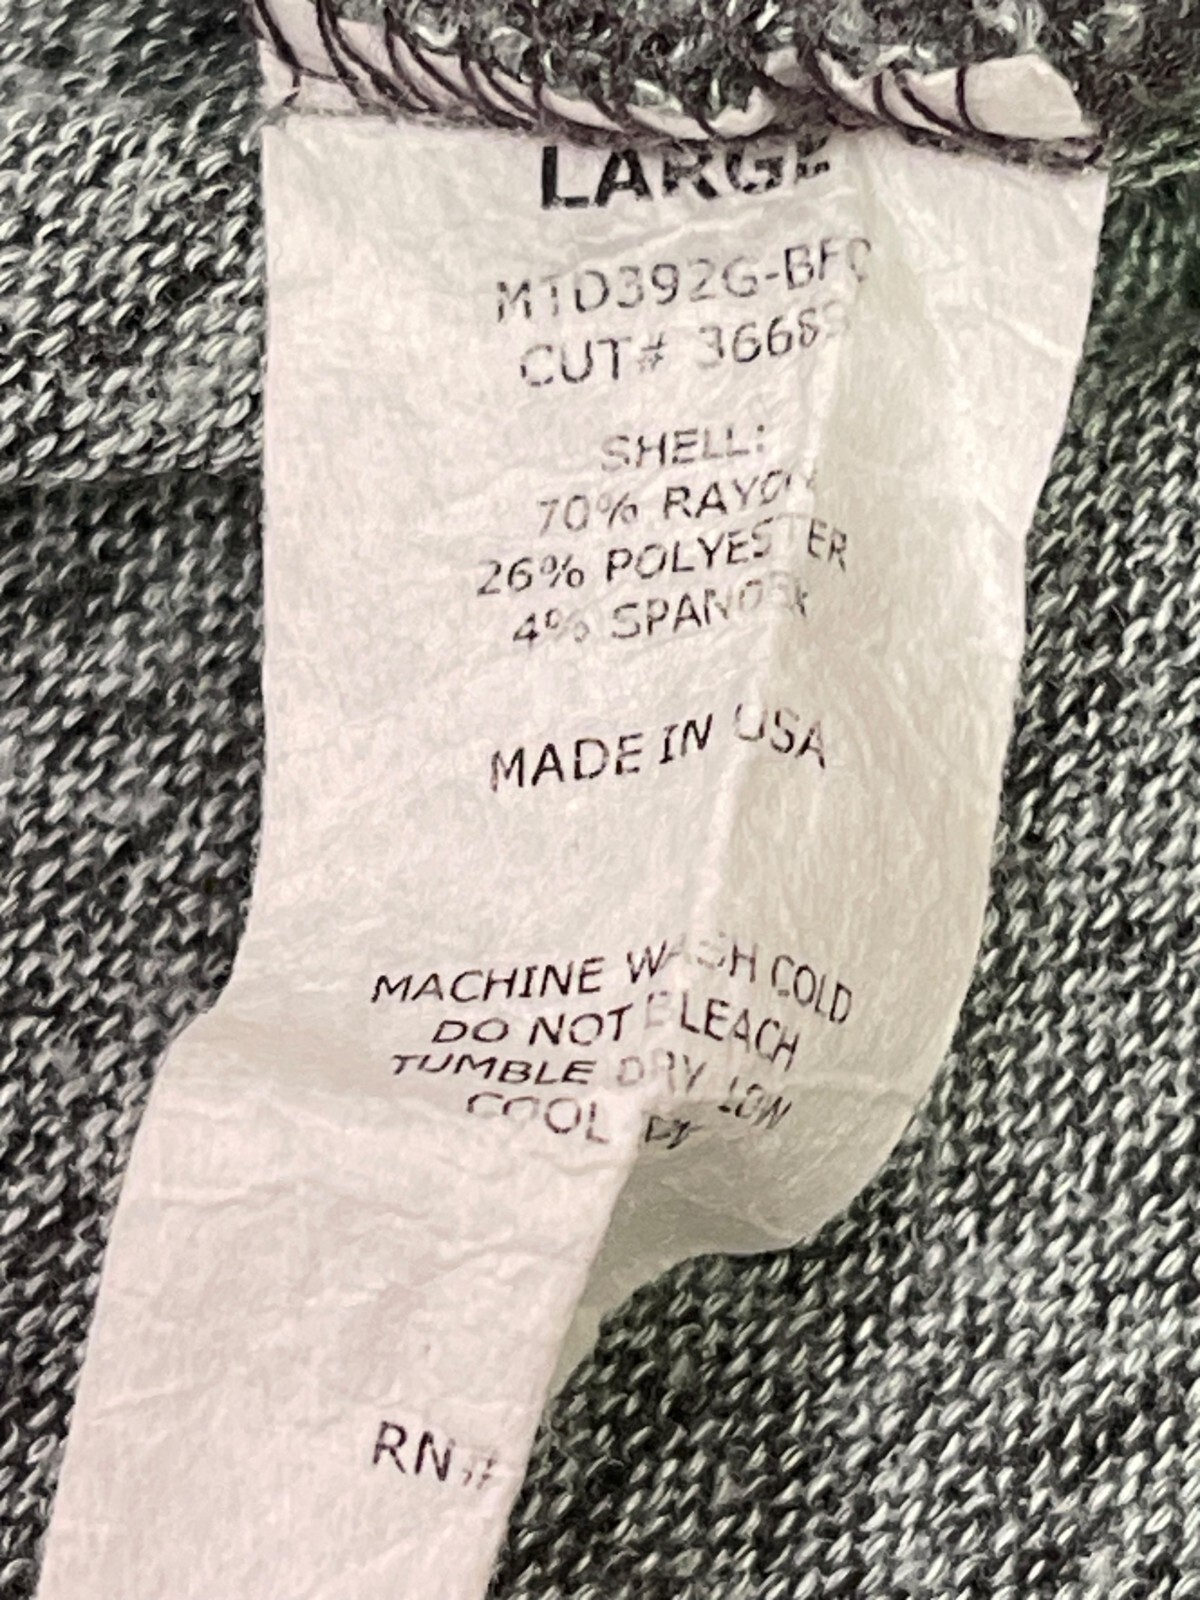 LARGE
MTD392G-BF
CUT# 3668
SHELL:
70% RAYON
26% POLYESTER
4% SPANDEX
MADE IN USA
MACHINE WASH COLD
DO NOT BLEACH
TUMBLE DRY LOW
COOL
RN#